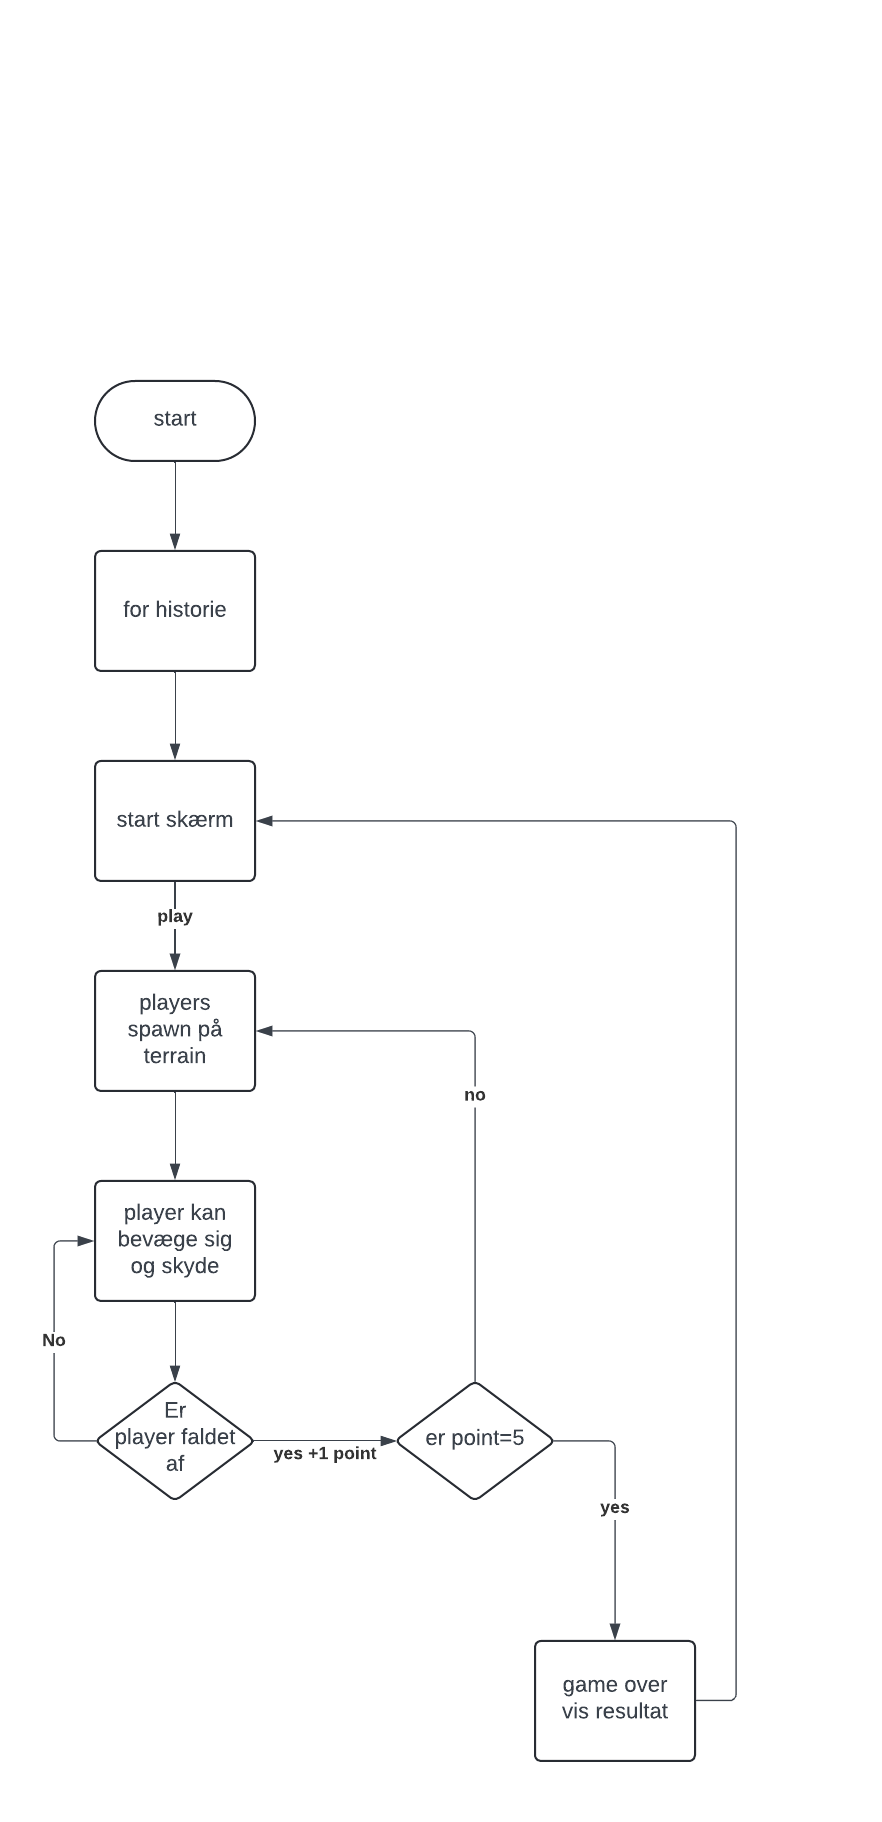 start
for historie
start skærm
play
players
spawn på
terrain
no
player kan
bevæge sig
og skyde
No
Er
player faldet
af
yes +1 point
er point=5
yes
game over
vis resultat